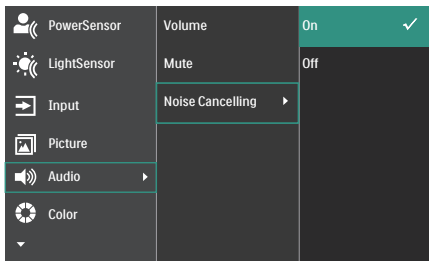 PowerSensor
LightSensor
Input
Picture
Audio
Color
Volume
Mute
Noise Cancelling
On
Off